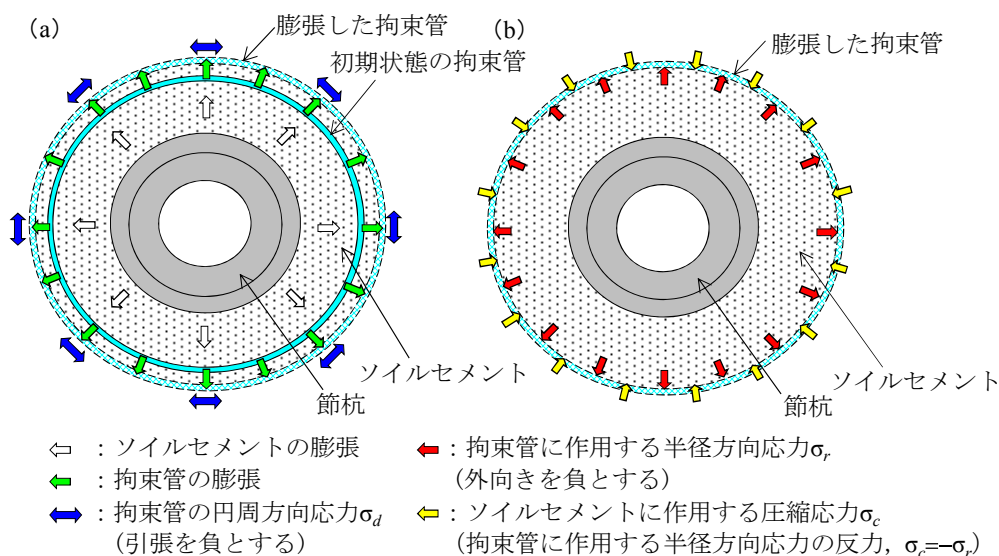 (a)
膨張した拘束管
初期状態の拘束管
ソイルセメント
節杭
(b)
膨張した拘束管
ソイルセメント
節杭
：ソイルセメントの膨張
：拘束管の膨張
：拘束管の円周方向応力σd
(引張を負とする)
：拘束管に作用する半径方向応力σr
(外向きを負とする)
：ソイルセメントに作用する圧縮応力σc
(拘束管に作用する半径方向応力の反力，σc=−σr)